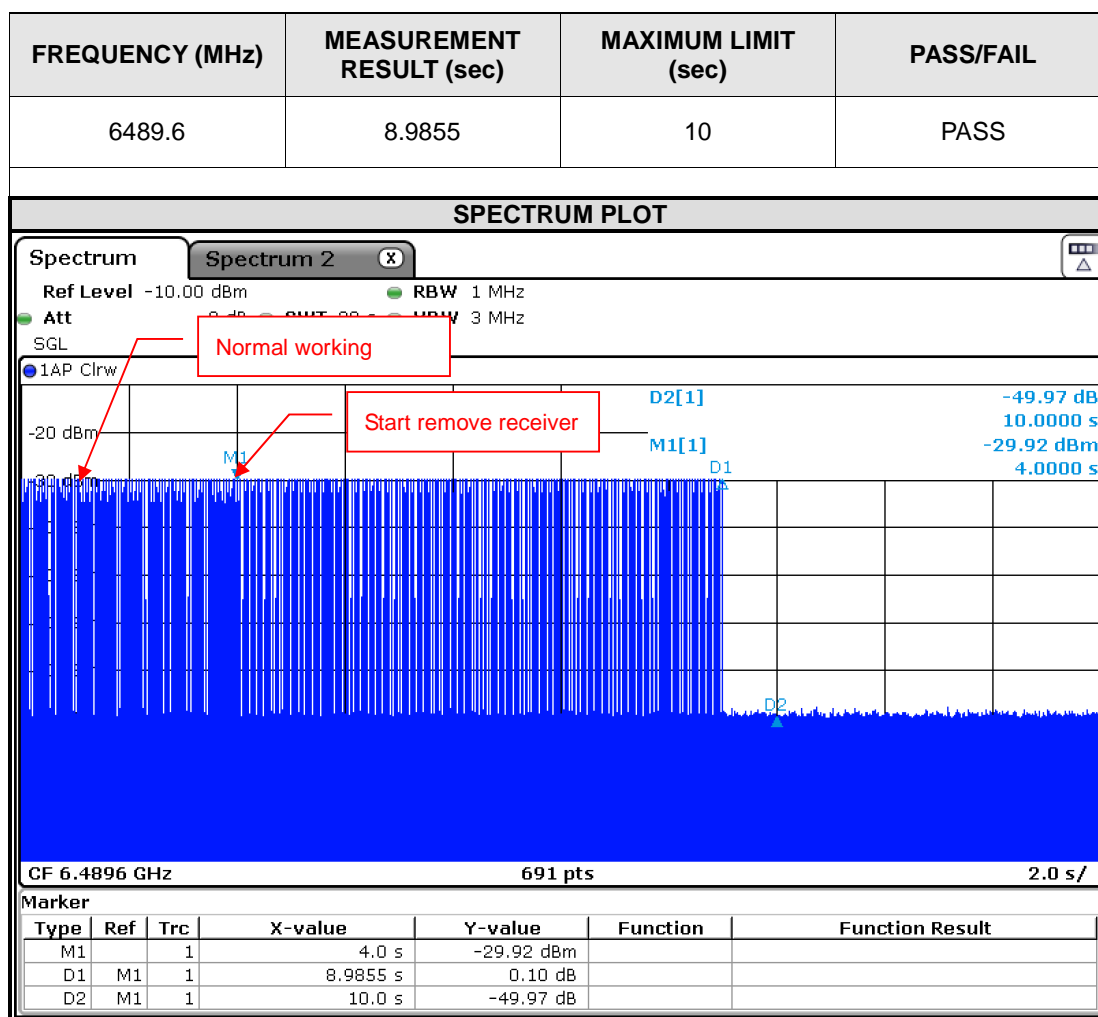 FREQUENCY (MHz) MEASUREMENT RESULT (sec) MAXIMUM LIMIT (sec) PASS/FAIL
6489.6 8.9855 10 PASS
SPECTRUM PLOT
Spectrum Spectrum 2 X
Ref Level -10.00 dBm RBW 1 MHz
Att 3 MHz
SGL
Normal working
1AP Clrw
D2[1] -49.97 dB
10.0000 s
Start remove receiver
-20 dBm
M1[1] -29.92 dBm
4.0000 s
M1
D1
-30 dBm
D2
CF 6.4896 GHz 691 pts 2.0 s/
Marker
Type Ref Trc X-value Y-value Function Function Result
M1 1 4.0 s -29.92 dBm
D1 M1 1 8.9855 s 0.10 dB
D2 M1 1 10.0 s -49.97 dB